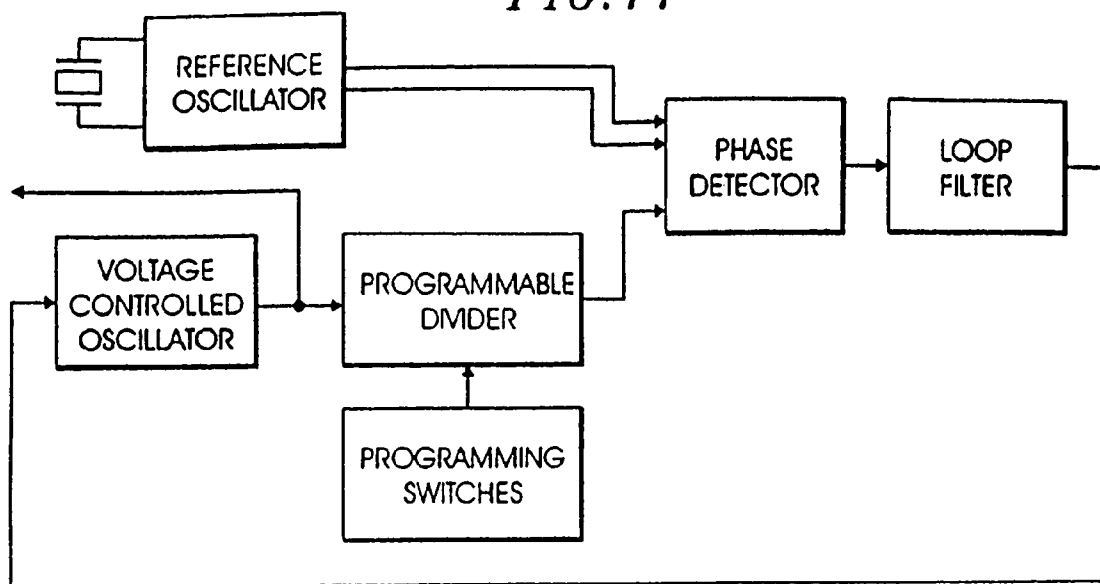 REFERENCE
OSCILLATOR
PHASE
DETECTOR
LOOP
FILTER
VOLTAGE
CONTROLLED
OSCILLATOR
PROGRAMMABLE
DIVIDER
PROGRAMMING
SWITCHES